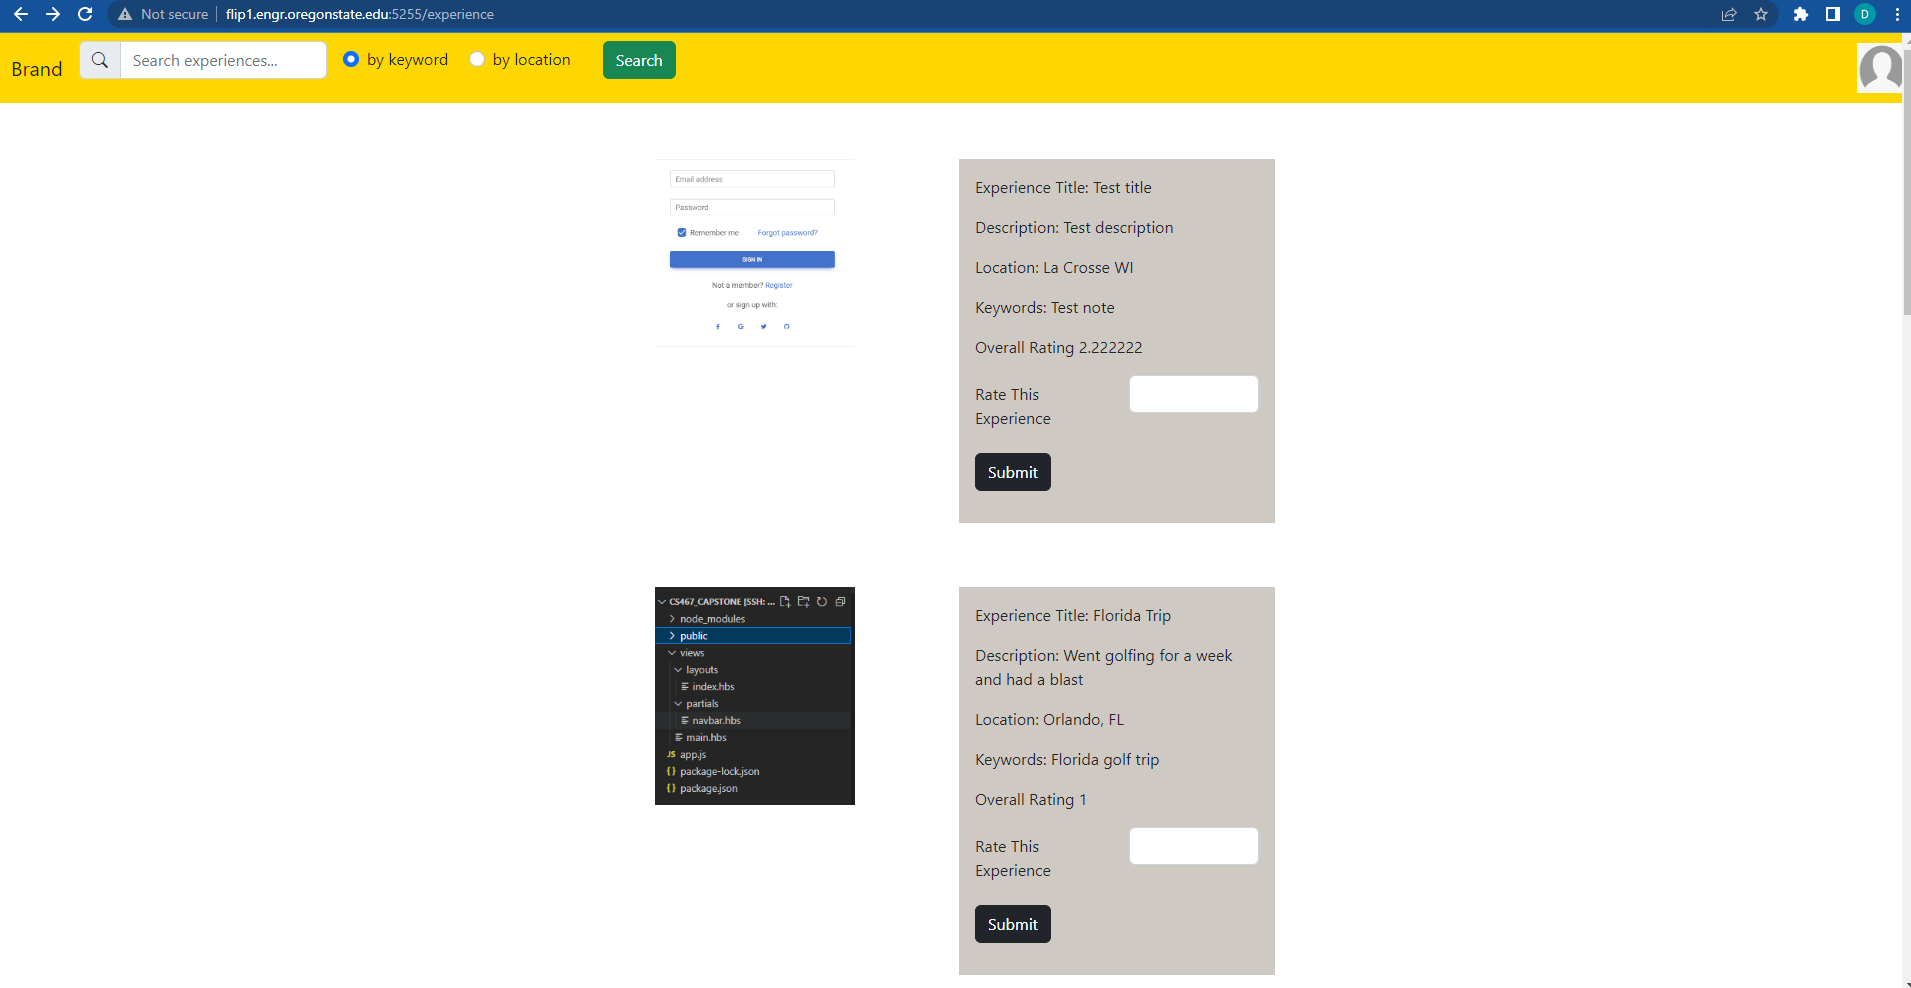 Not secure
flip1.engr.oregonstate.edu:5255/experience
D
Brand
Search experiences...
by keyword
by location
Search
Email address
Password
Remember me
Forgot password?
SIGN IN
Not a member? Register
or sign up with:
Experience Title: Test title
Description: Test description
Location: La Crosse WI
Keywords: Test note
Overall Rating 2.222222
Rate This
Experience
Submit
CS467_CAPSTONE [SSH: ...
node_modules
public
views
layouts
index.hbs
partials
navbar.hbs
main.hbs
JS app.js
{} package-lock.json
{} package.json
Experience Title: Florida Trip
Description: Went golfing for a week
and had a blast
Location: Orlando, FL
Keywords: Florida golf trip
Overall Rating 1
Rate This
Experience
Submit